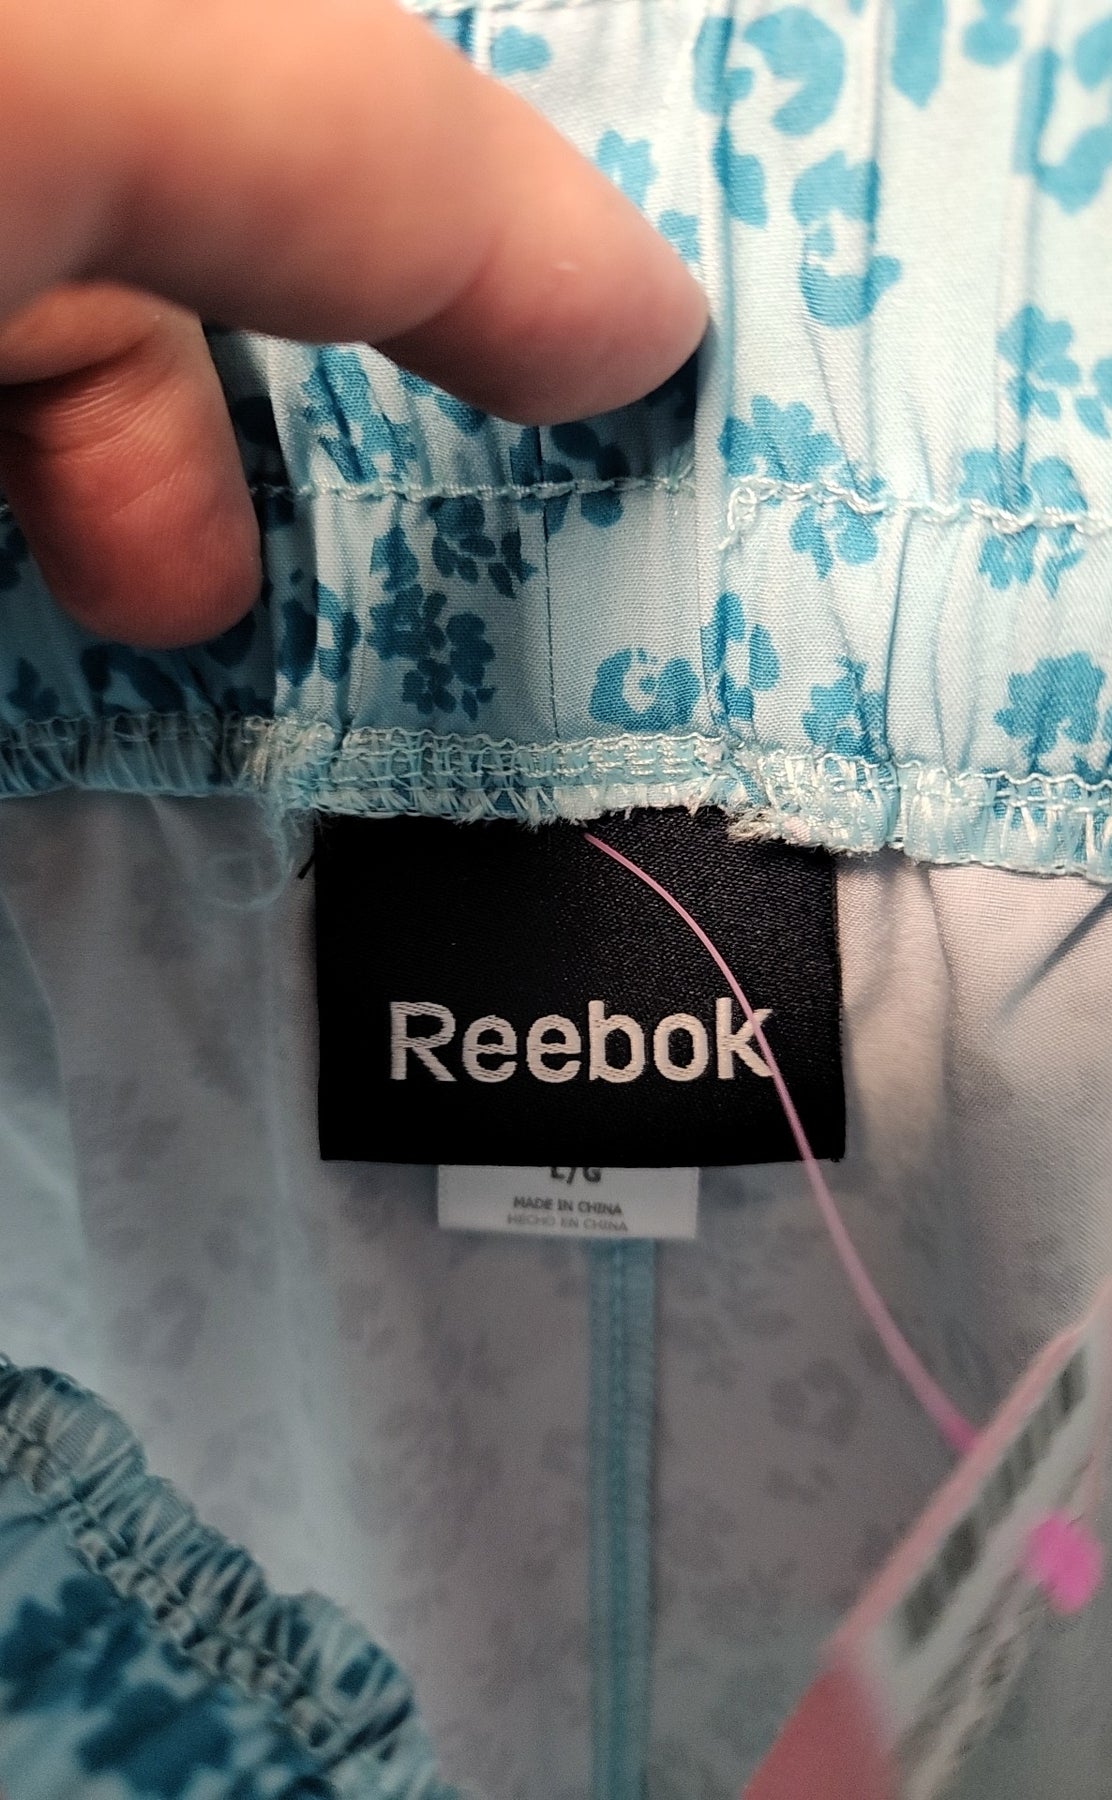 Reebok
L/G
MADE IN CHINA
HECHO EN CHINA